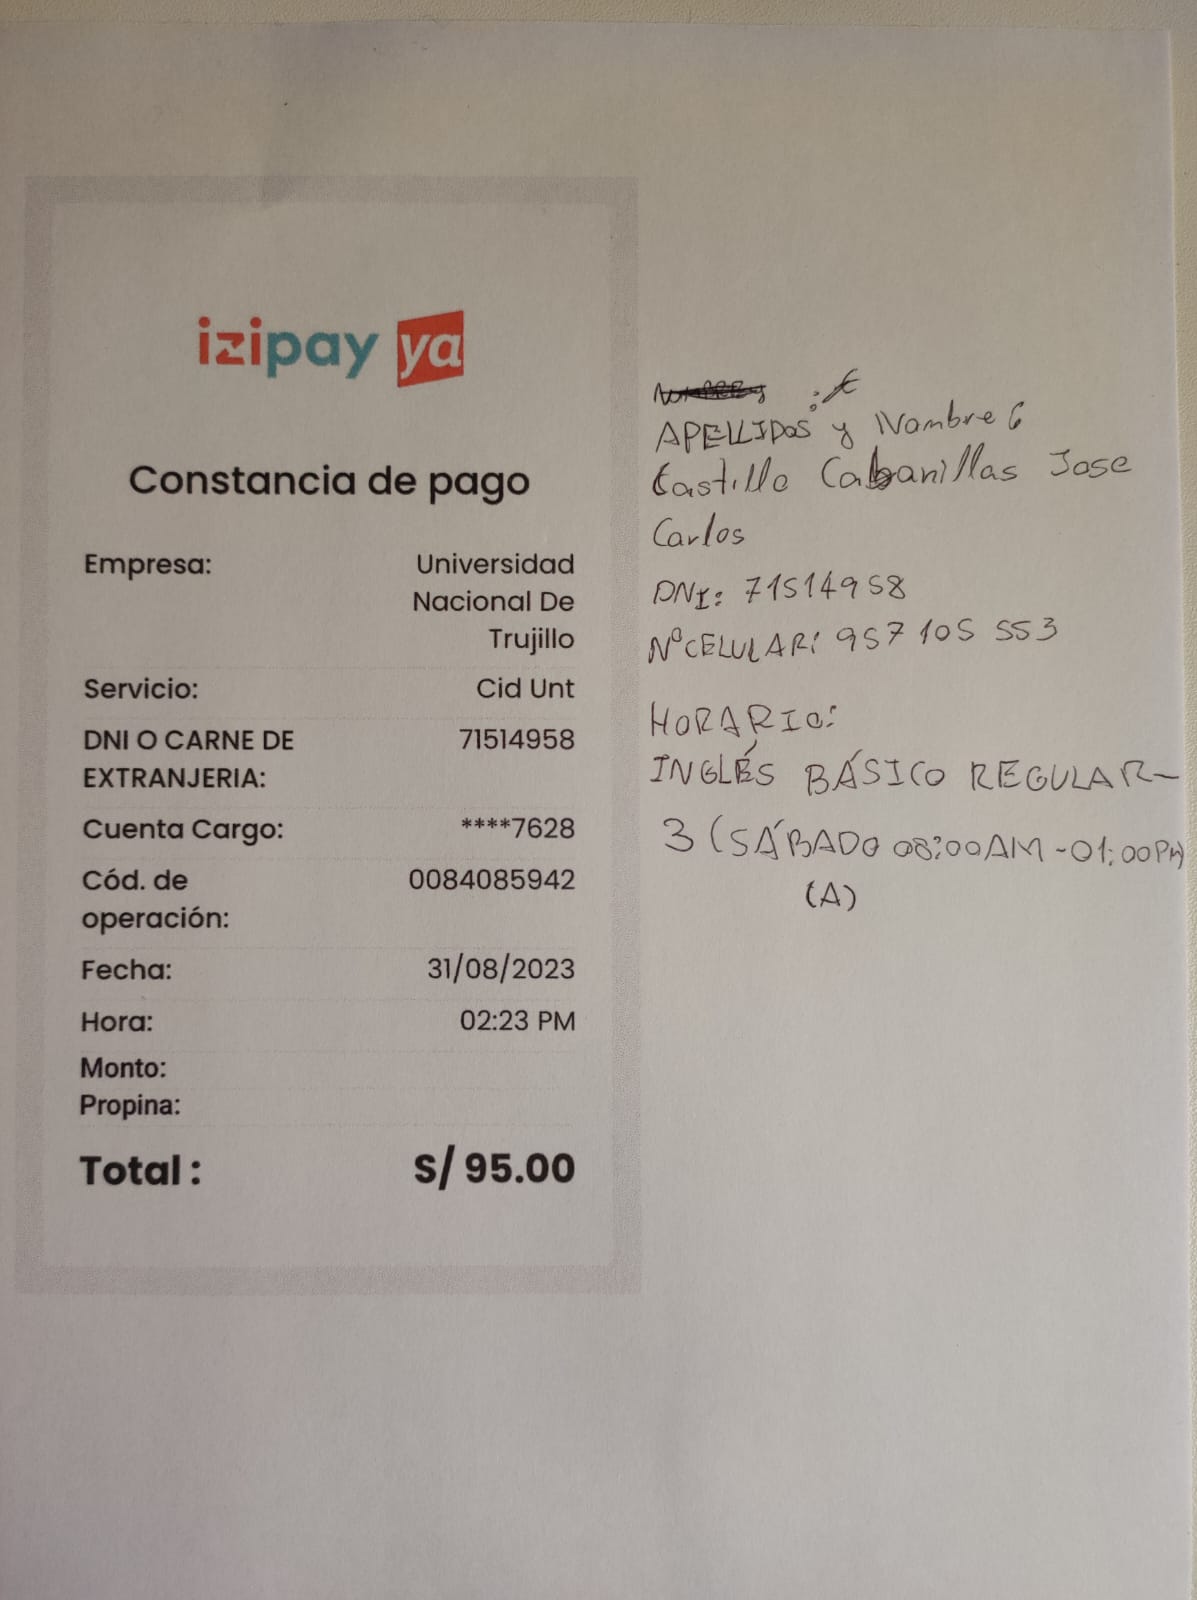 izipay ya
Constancia de pago
Empresa: Universidad
Nacional De
Trujillo
Servicio: Cid Unt
DNI O CARNE DE 71514958
EXTRANJERIA:
Cuenta Cargo: ****7628
Cód. de 0084085942
operación:
Fecha: 31/08/2023
Hora: 02:23 PM
Monto:
Propina:
Total : S/ 95.00
APELLIDOS y Nombres
Castillo Cabanillas Jose
Carlos
DNI: 71514958
N°CELULAR: 957 105 553
HORARIO:
INGLÉS BÁSICO REGULAR-
3 (SÁBADO 08:00AM-01:00PM)
(A)